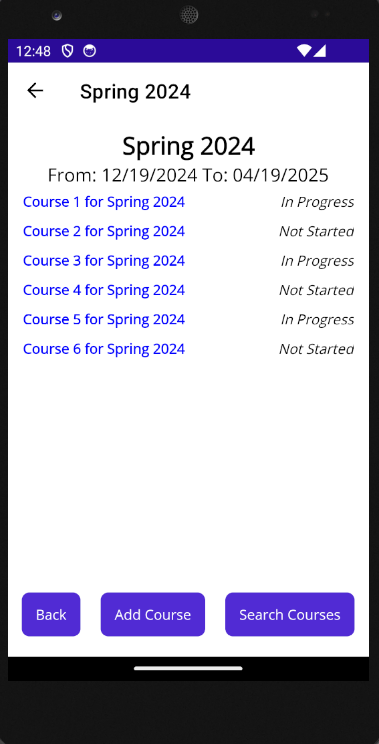 12:48
Spring 2024
Spring 2024
From: 12/19/2024 To: 04/19/2025
Course 1 for Spring 2024 In Progress
Course 2 for Spring 2024 Not Started
Course 3 for Spring 2024 In Progress
Course 4 for Spring 2024 Not Started
Course 5 for Spring 2024 In Progress
Course 6 for Spring 2024 Not Started
Back Add Course Search Courses